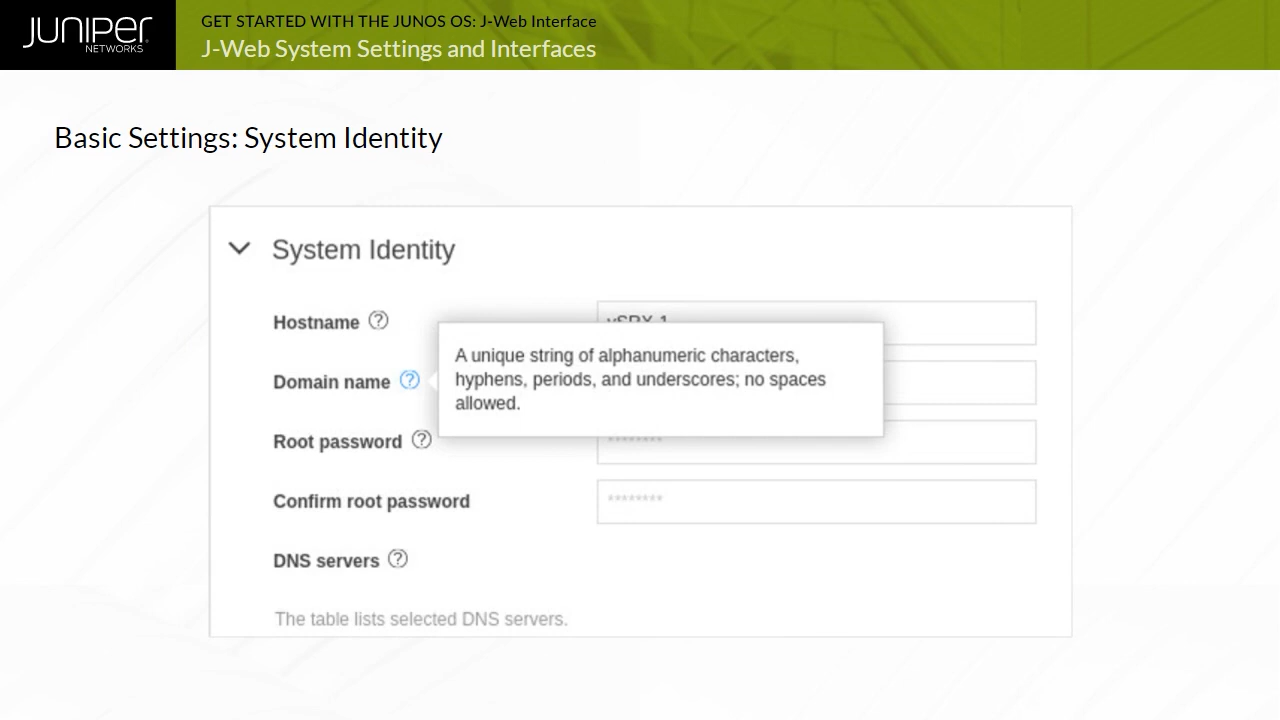 JUNIPER
NETWORKS
GET STARTED WITH THE JUNOS OS: J-Web Interface
J-Web System Settings and Interfaces
Basic Settings: System Identity
System Identity
Hostname ?
vSRX-1
A unique string of alphanumeric characters,
Domain name ? hyphens, periods, and underscores; no spaces
allowed.
Root password ? ********
Confirm root password ********
DNS servers ?
The table lists selected DNS servers.